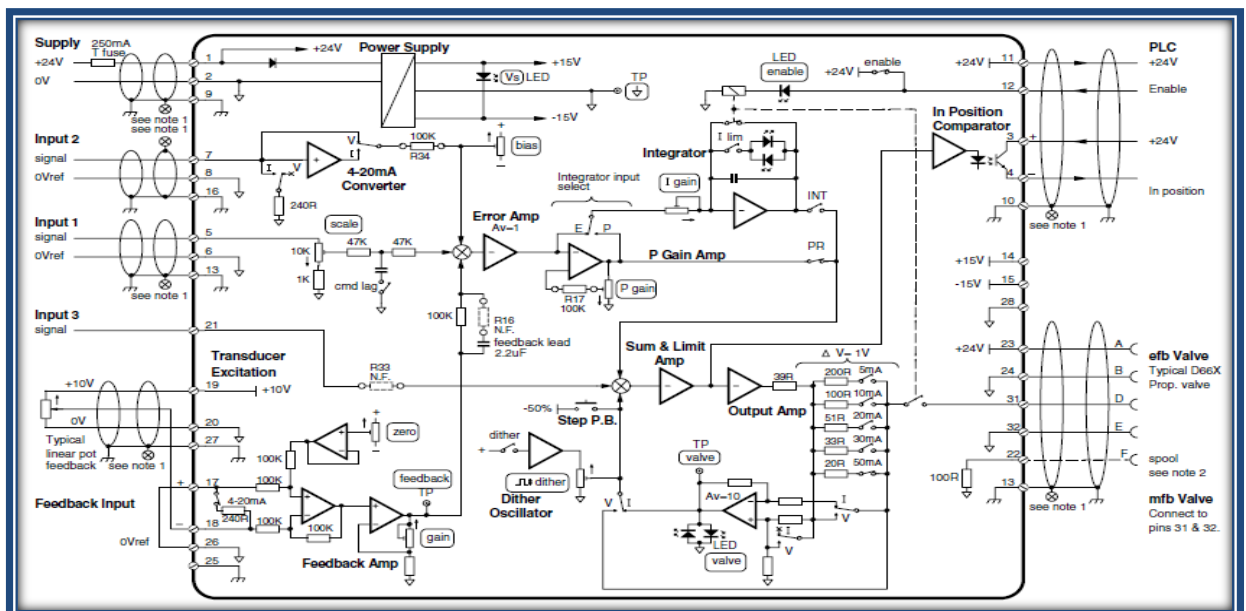 Supply
250mA
T fuse
+24V
0V
1
2
9
see note 1
see note 1
+24V
Power Supply
+15V
Vs LED
-15V
TP
LED
enable
+24V
enable
PLC
11
+24V
+24V
12
Enable
In Position
Comparator
3
+
+24V
4
−
In position
10
see note 1
Input 2
signal
7
0Vref
8
16
I
V
240R
+
V
I
4-20mA
Converter
100K
R34
+
bias
−
Integrator
I lim
Integrator input
select
I gain
−
INT
Input 1
signal
5
0Vref
6
13
see note 1
scale
10K
1K
47K
47K
cmd lag
Error Amp
Av=1
−
E
P
−
P Gain Amp
PR
R17
100K
P gain
+15V
14
-15V
15
28
100K
R16
N.F.
feedback lead
2.2uF
Input 3
signal
21
R33
N.F.
Sum & Limit
Amp
−
−
39R
Output Amp
Δ V= 1V
200R
5mA
100R
10mA
51R
20mA
33R
30mA
20R
50mA
-50%
Step P.B.
+24V
23
A
24
B
31
D
32
E
22
F
100R
13
see note 1
efb Valve
Typical D66X
Prop. valve
spool
see note 2
mfb Valve
Connect to
pins 31 & 32.
Transducer
Excitation
+10V
19
+10V
0V
20
27
Typical
linear pot
feedback
see note 1
+
zero
−
100K
Feedback Input
+
17
4-20mA
240R
−
18
0Vref
26
25
100K
100K
100K
Feedback Amp
feedback
TP
gain
dither
+
dither
Dither
Oscillator
V
I
TP
valve
Av=10
LED
valve
I
V
I
V